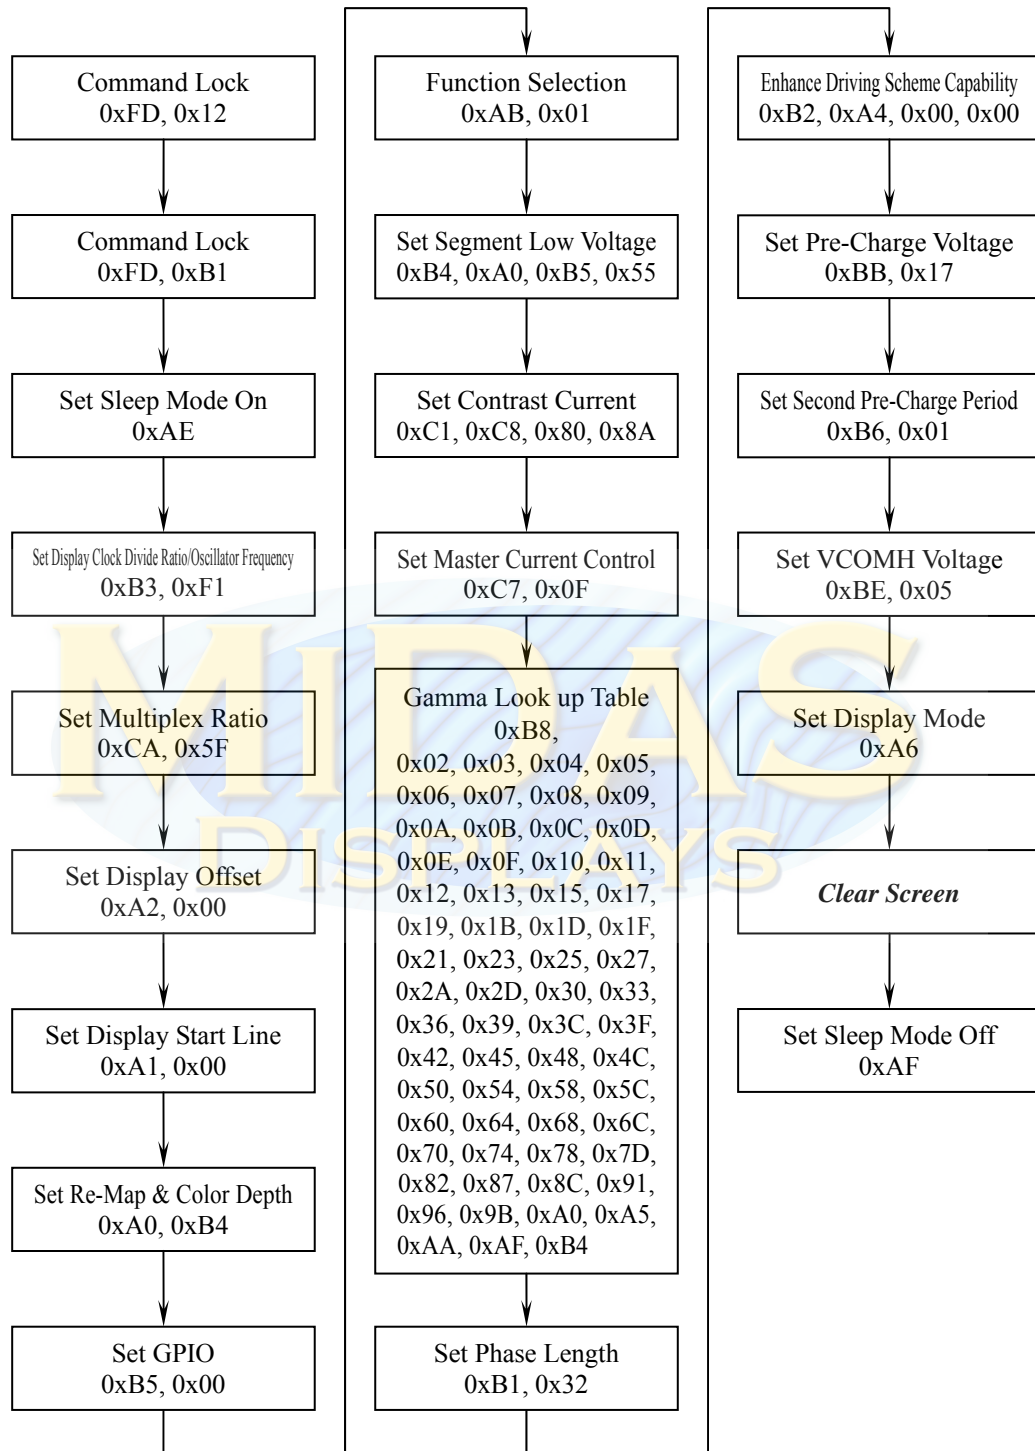 Command Lock
0xFD, 0x12
Command Lock
0xFD, 0xB1
Set Sleep Mode On
0xAE
Set Display Clock Divide Ratio/Oscillator Frequency
0xB3, 0xF1
Set Multiplex Ratio
0xCA, 0x5F
Set Display Offset
0xA2, 0x00
Set Display Start Line
0xA1, 0x00
Set Re-Map & Color Depth
0xA0, 0xB4
Set GPIO
0xB5, 0x00
Function Selection
0xAB, 0x01
Set Segment Low Voltage
0xB4, 0xA0, 0xB5, 0x55
Set Contrast Current
0xC1, 0xC8, 0x80, 0x8A
Set Master Current Control
0xC7, 0x0F
Gamma Look up Table
0xB8,
0x02, 0x03, 0x04, 0x05,
0x06, 0x07, 0x08, 0x09,
0x0A, 0x0B, 0x0C, 0x0D,
0x0E, 0x0F, 0x10, 0x11,
0x12, 0x13, 0x15, 0x17,
0x19, 0x1B, 0x1D, 0x1F,
0x21, 0x23, 0x25, 0x27,
0x2A, 0x2D, 0x30, 0x33,
0x36, 0x39, 0x3C, 0x3F,
0x42, 0x45, 0x48, 0x4C,
0x50, 0x54, 0x58, 0x5C,
0x60, 0x64, 0x68, 0x6C,
0x70, 0x74, 0x78, 0x7D,
0x82, 0x87, 0x8C, 0x91,
0x96, 0x9B, 0xA0, 0xA5,
0xAA, 0xAF, 0xB4
Set Phase Length
0xB1, 0x32
Enhance Driving Scheme Capability
0xB2, 0xA4, 0x00, 0x00
Set Pre-Charge Voltage
0xBB, 0x17
Set Second Pre-Charge Period
0xB6, 0x01
Set VCOMH Voltage
0xBE, 0x05
Set Display Mode
0xA6
Clear Screen
Set Sleep Mode Off
0xAF
MIDAS
DISPLAYS